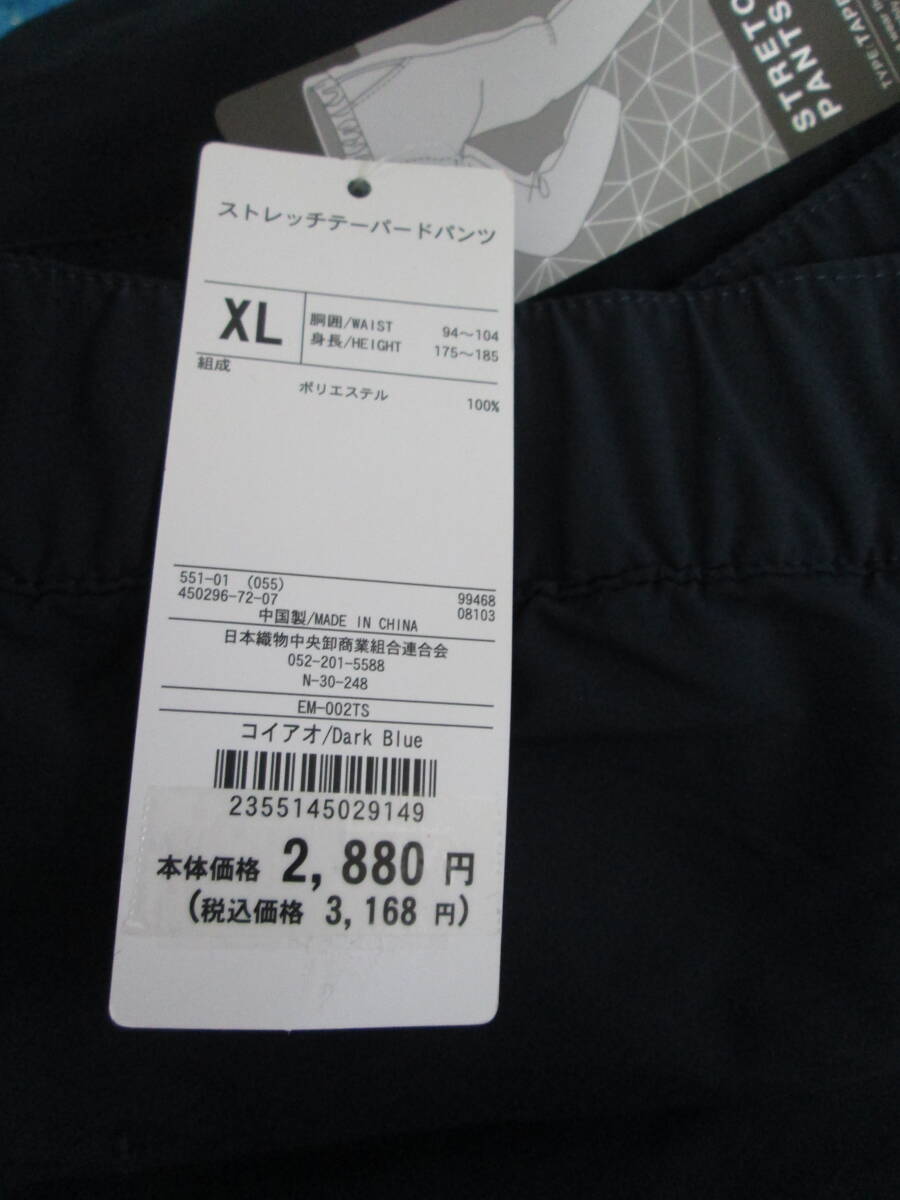 STRETC
PANTS
TYPE:TAPE
ストレッチテーパードパンツ
XL
胴囲/WAIST 94～104
身長/HEIGHT 175～185
組成
ポリエステル 100%
551-01 (055) 99468
450296-72-07 08103
中国製/MADE IN CHINA
日本織物中央卸商業組合連合会
052-201-5588
N-30-248
EM-002TS
コイアオ/Dark Blue
2355145029149
本体価格 2,880 円
(税込価格 3,168 円)